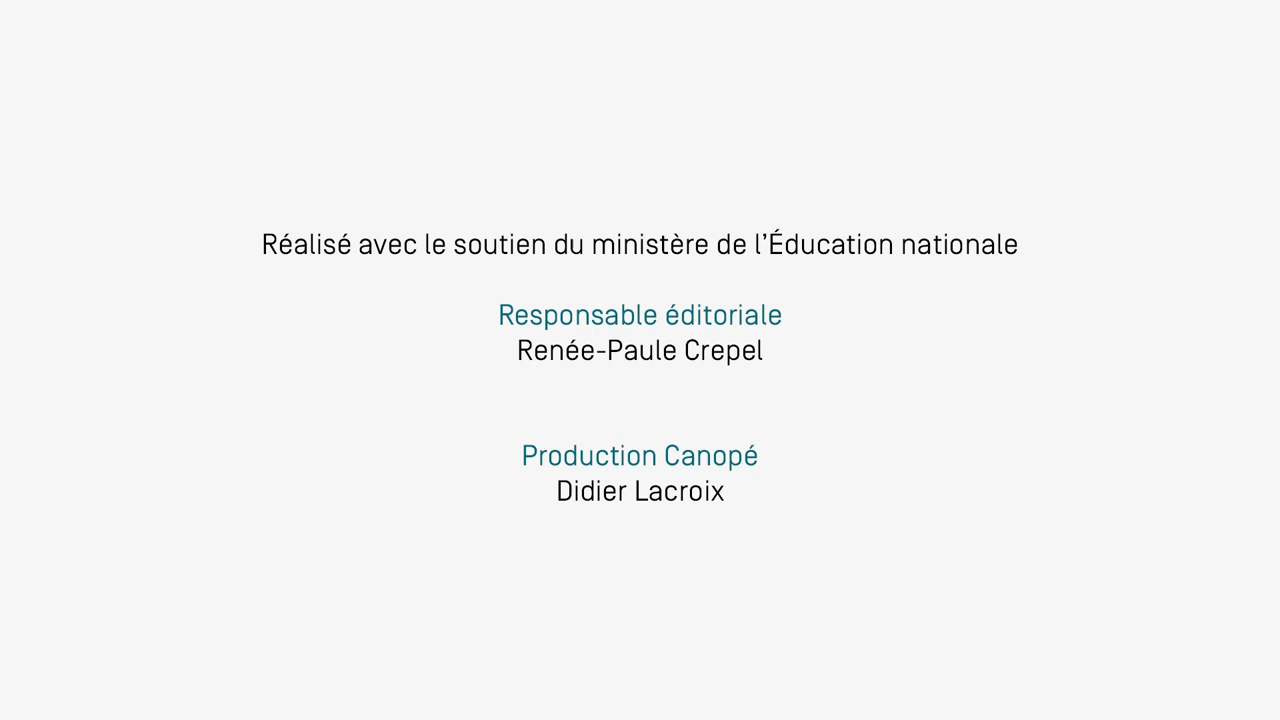 Réalisé avec le soutien du ministère de l’Éducation nationale
Responsable éditoriale
Renée-Paule Crepel
Production Canopé
Didier Lacroix